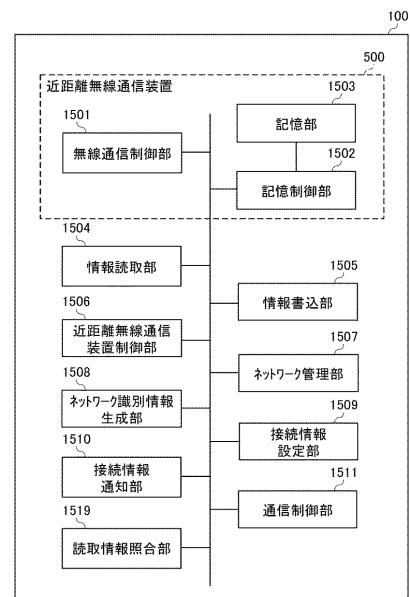 100
500
近距離無線通信装置
1501
無線通信制御部
1503
記憶部
1502
記憶制御部
1504
情報読取部
1505
情報書込部
1506
近距離無線通信
装置制御部
1507
ネットワーク管理部
1508
ネットワーク識別情報
生成部
1509
接続情報
設定部
1510
接続情報
通知部
1511
通信制御部
1519
読取情報照合部